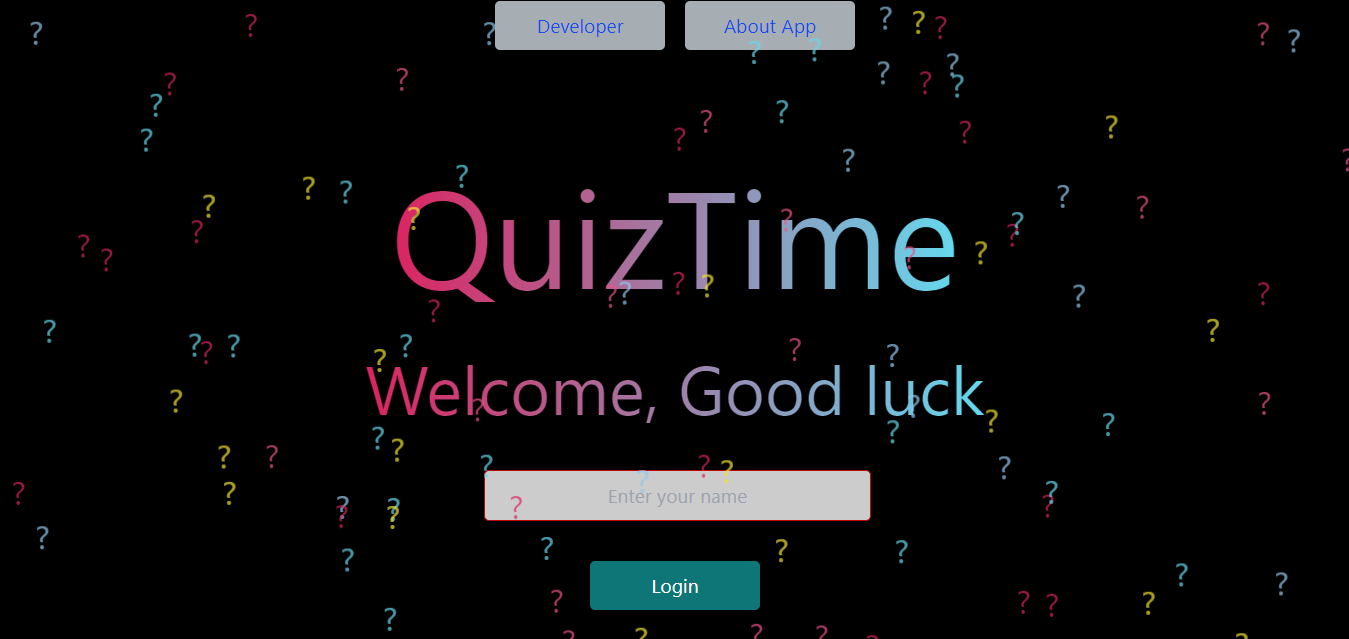 Developer About App
QuizTime
Welcome, Good luck
Enter your name
Login